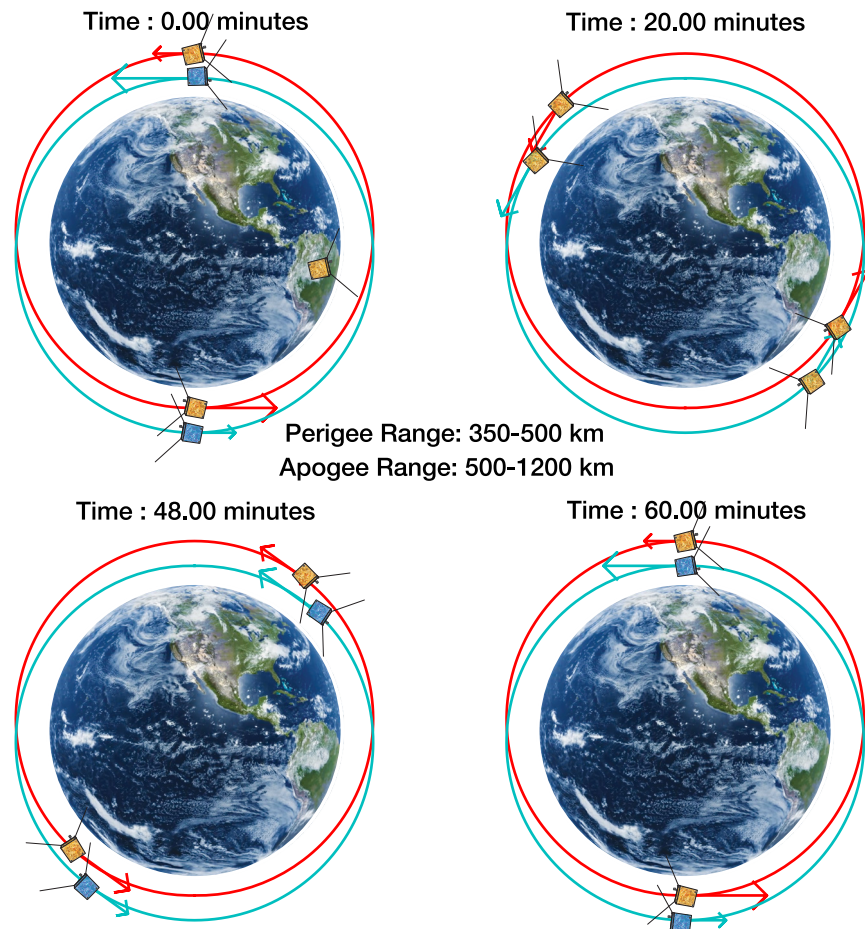 Time : 0.00 minutes
Time : 20.00 minutes
Perigee Range: 350-500 km
Apogee Range: 500-1200 km
Time : 48.00 minutes
Time : 60.00 minutes